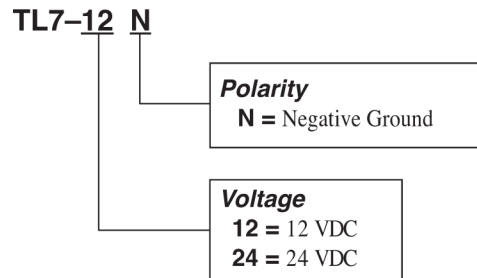 TL7–12 N
Polarity
N = Negative Ground
Voltage
12 = 12 VDC
24 = 24 VDC